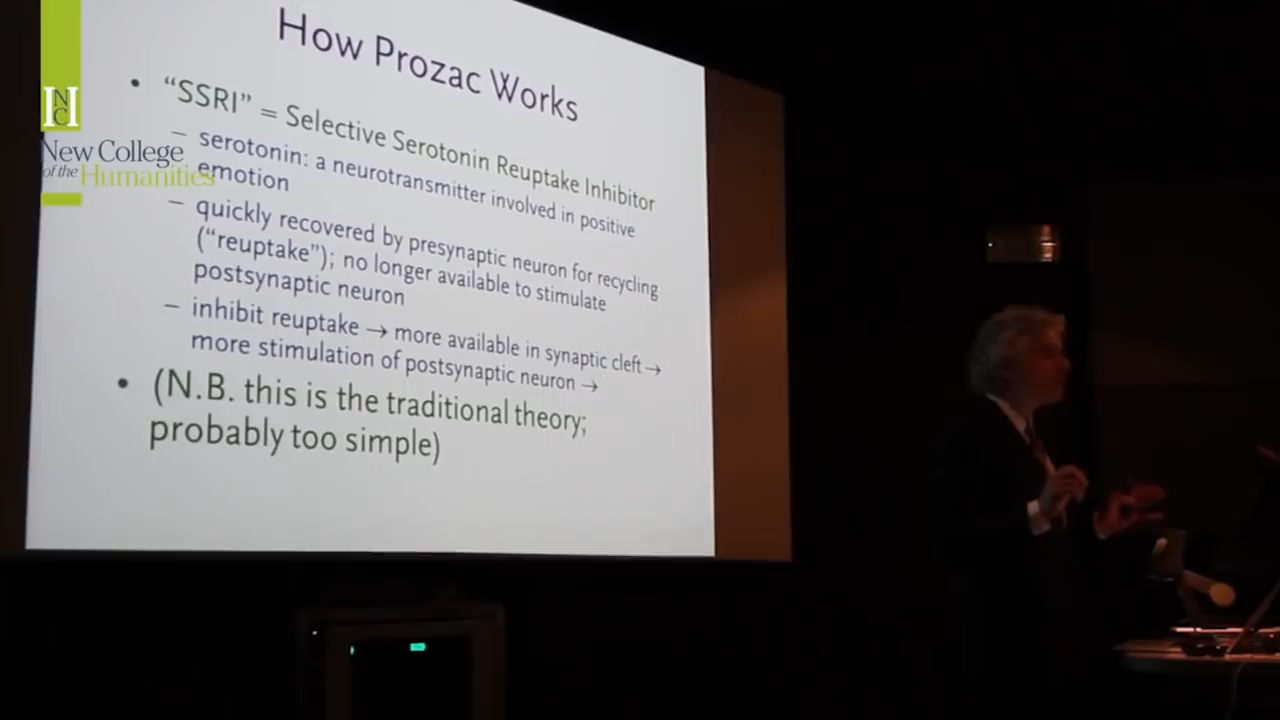 How Prozac Works
• “SSRI” = Selective Serotonin Reuptake Inhibitor
– serotonin: a neurotransmitter involved in positive
emotion
– quickly recovered by presynaptic neuron for recycling
(“reuptake”); no longer available to stimulate
postsynaptic neuron
– inhibit reuptake → more available in synaptic cleft →
more stimulation of postsynaptic neuron →
• (N.B. this is the traditional theory;
probably too simple)
NCH
New College
of the Humanities